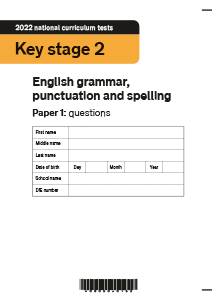 2022 national curriculum tests
Key stage 2
English grammar,
punctuation and spelling
Paper 1: questions
First name
Middle name
Last name
Date of birth Day Month Year
School name
DfE number